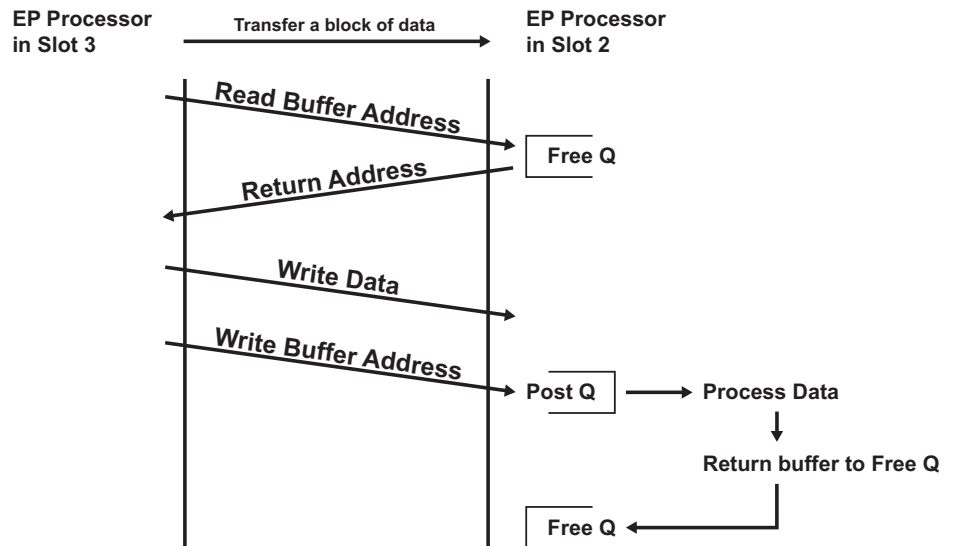 EP Processor
in Slot 3
Transfer a block of data
EP Processor
in Slot 2
Read Buffer Address
Free Q
Return Address
Write Data
Write Buffer Address
Post Q
Process Data
Return buffer to Free Q
Free Q